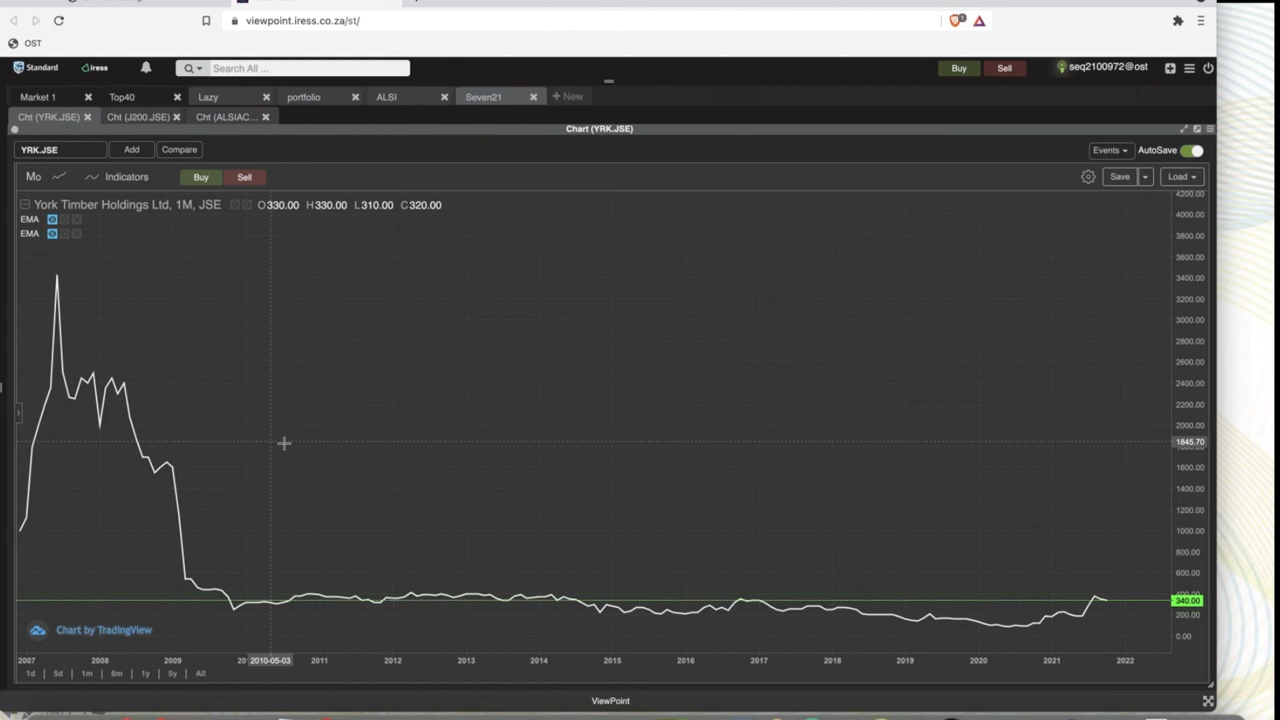 viewpoint.iress.co.za/st/
OST
Standard iress Search All ... Buy Sell seq2100972@ost
Market 1 Top40 Lazy portfolio ALSI Seven21 + New
Cht (YRK.JSE) Cht (J200.JSE) Cht (ALSIAC...
Chart (YRK.JSE)
YRK.JSE Add Compare Events AutoSave
Mo Indicators Buy Sell Save Load
York Timber Holdings Ltd, 1M, JSE O330.00 H330.00 L310.00 C320.00
EMA
EMA
4200.00
4000.00
3800.00
3600.00
3400.00
3200.00
3000.00
2800.00
2600.00
2400.00
2200.00
2000.00
1845.70
1600.00
1400.00
1200.00
1000.00
800.00
600.00
340.00
200.00
0.00
Chart by TradingView
2007 2008 2009 2010-05-03 2011 2012 2013 2014 2015 2016 2017 2018 2019 2020 2021 2022
1d 5d 1m 6m 1y 5y All
ViewPoint